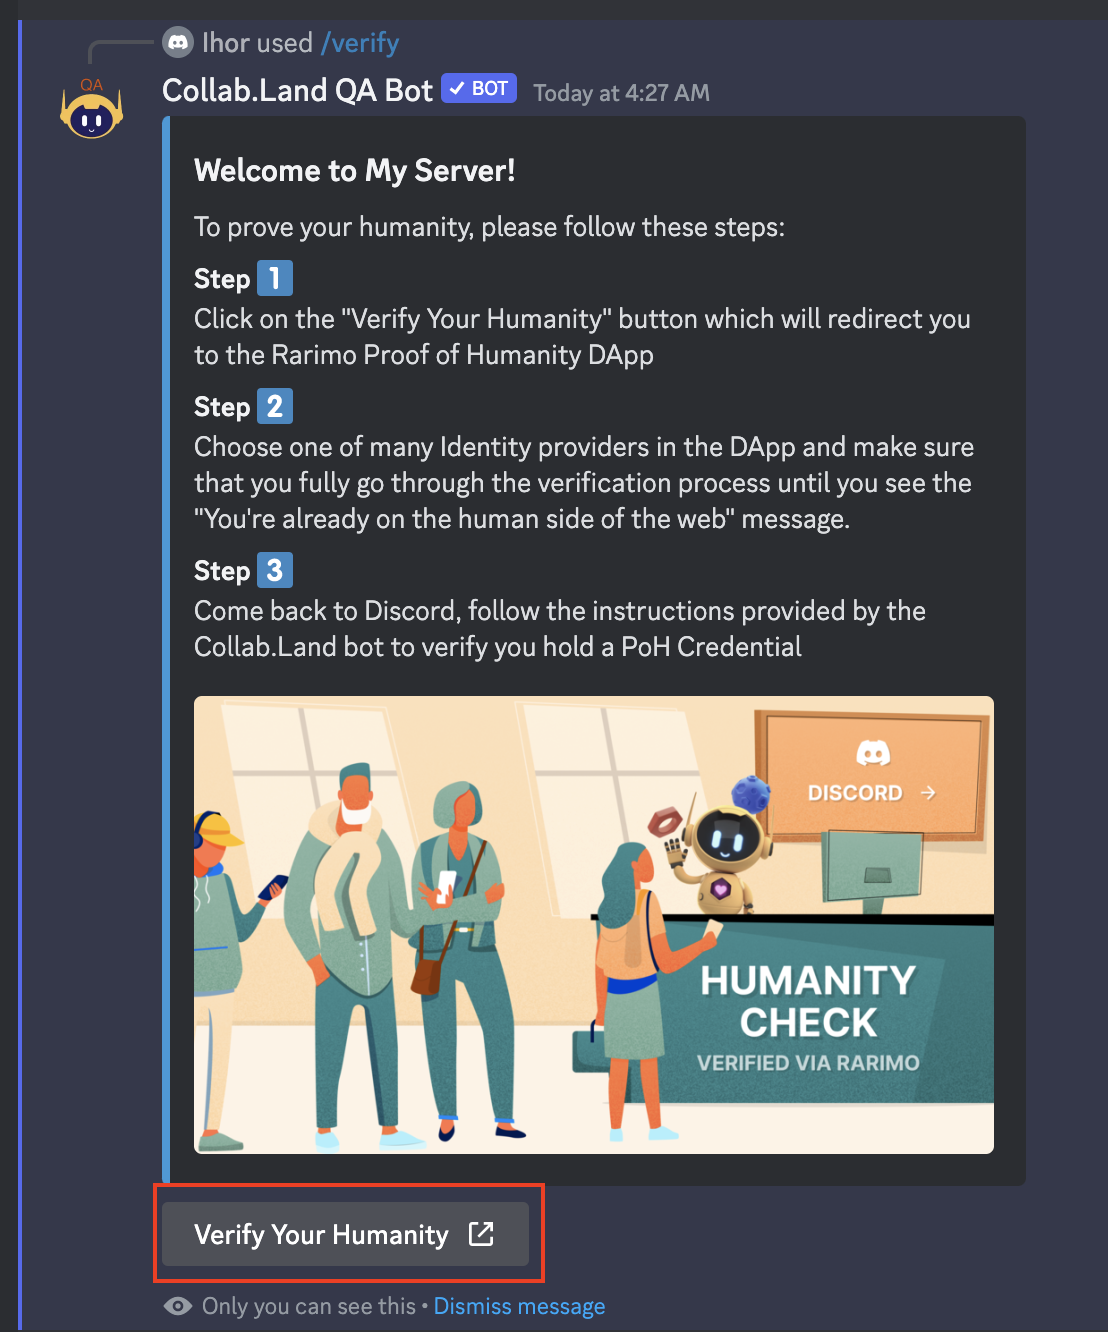 Ihor used /verify
QA
Collab.Land QA Bot ✓ BOT Today at 4:27 AM
Welcome to My Server!
To prove your humanity, please follow these steps:
Step 1
Click on the "Verify Your Humanity" button which will redirect you
to the Rarimo Proof of Humanity DApp
Step 2
Choose one of many Identity providers in the DApp and make sure
that you fully go through the verification process until you see the
"You're already on the human side of the web" message.
Step 3
Come back to Discord, follow the instructions provided by the
Collab.Land bot to verify you hold a PoH Credential
DISCORD →
HUMANITY
CHECK
VERIFIED VIA RARIMO
Verify Your Humanity
Only you can see this • Dismiss message